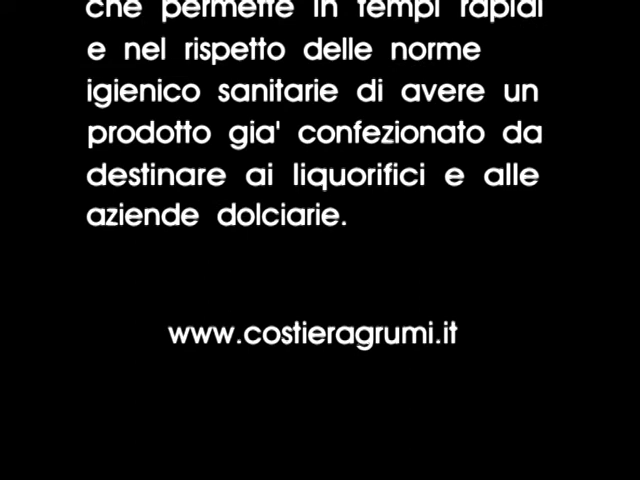 che permette in tempi rapidi
e nel rispetto delle norme
igienico sanitarie di avere un
prodotto gia' confezionato da
destinare ai liquorifici e alle
aziende dolciarie.
www.costieragrumi.it